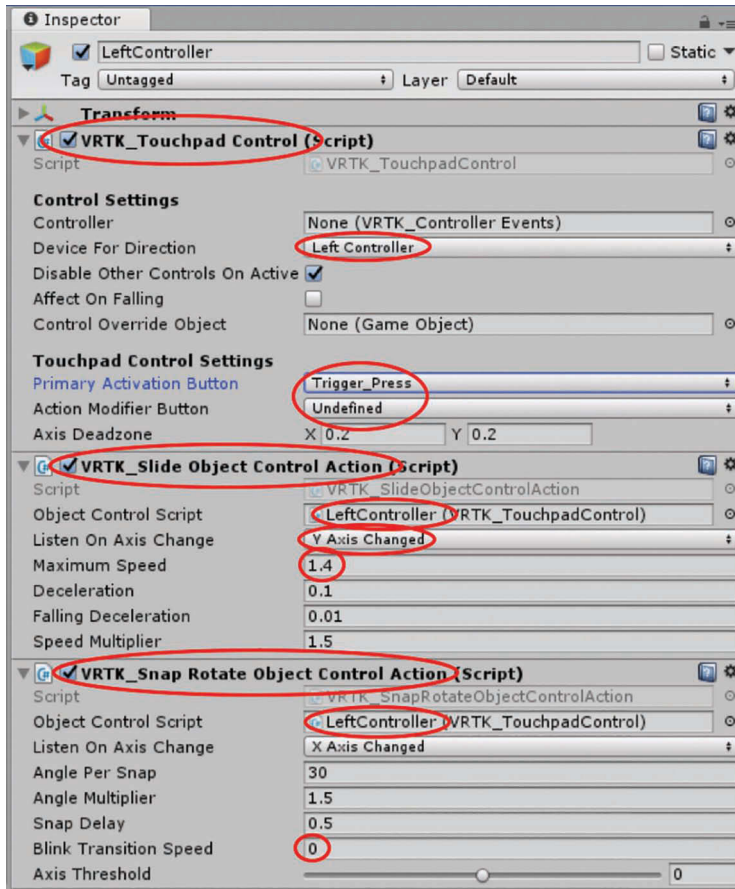 Inspector
LeftController Static
Tag Untagged Layer Default
Transform
VRTK_Touchpad Control (Script)
Script VRTK_TouchpadControl
Control Settings
Controller None (VRTK_Controller Events)
Device For Direction Left Controller
Disable Other Controls On Active
Affect On Falling
Control Override Object None (Game Object)
Touchpad Control Settings
Primary Activation Button Trigger_Press
Action Modifier Button Undefined
Axis Deadzone X 0.2 Y 0.2
VRTK_Slide Object Control Action (Script)
Script VRTK_SlideObjectControlAction
Object Control Script LeftController (VRTK_TouchpadControl)
Listen On Axis Change Y Axis Changed
Maximum Speed 1.4
Deceleration 0.1
Falling Deceleration 0.01
Speed Multiplier 1.5
VRTK_Snap Rotate Object Control Action (Script)
Script VRTK_SnapRotateObjectControlAction
Object Control Script LeftController (VRTK_TouchpadControl)
Listen On Axis Change X Axis Changed
Angle Per Snap 30
Angle Multiplier 1.5
Snap Delay 0.5
Blink Transition Speed 0
Axis Threshold 0